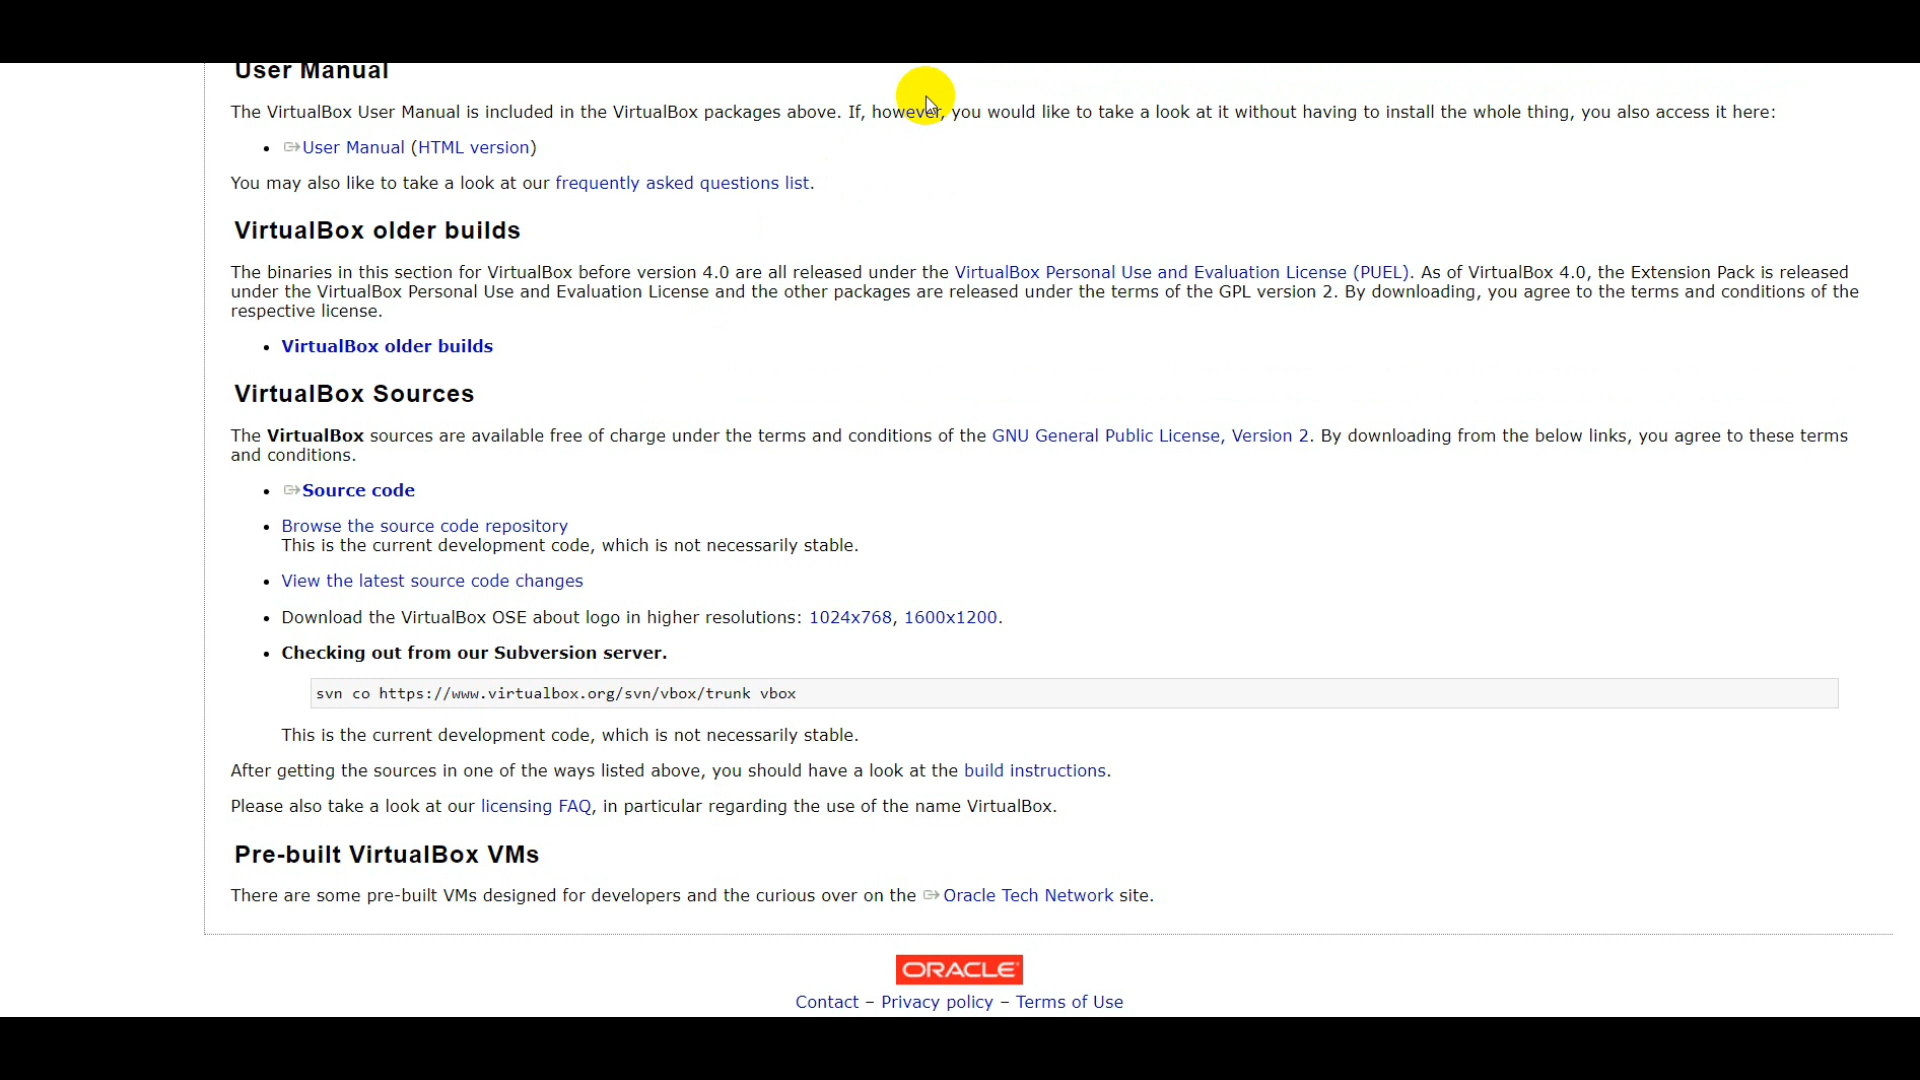 User Manual
The VirtualBox User Manual is included in the VirtualBox packages above. If, however, you would like to take a look at it without having to install the whole thing, you also access it here:
• User Manual (HTML version)
You may also like to take a look at our frequently asked questions list.
VirtualBox older builds
The binaries in this section for VirtualBox before version 4.0 are all released under the VirtualBox Personal Use and Evaluation License (PUEL). As of VirtualBox 4.0, the Extension Pack is released
under the VirtualBox Personal Use and Evaluation License and the other packages are released under the terms of the GPL version 2. By downloading, you agree to the terms and conditions of the
respective license.
• VirtualBox older builds
VirtualBox Sources
The VirtualBox sources are available free of charge under the terms and conditions of the GNU General Public License, Version 2. By downloading from the below links, you agree to these terms
and conditions.
• Source code
• Browse the source code repository
This is the current development code, which is not necessarily stable.
• View the latest source code changes
• Download the VirtualBox OSE about logo in higher resolutions: 1024x768, 1600x1200.
• Checking out from our Subversion server.
svn co https://www.virtualbox.org/svn/vbox/trunk vbox
This is the current development code, which is not necessarily stable.
After getting the sources in one of the ways listed above, you should have a look at the build instructions.
Please also take a look at our licensing FAQ, in particular regarding the use of the name VirtualBox.
Pre-built VirtualBox VMs
There are some pre-built VMs designed for developers and the curious over on the Oracle Tech Network site.
ORACLE
Contact – Privacy policy – Terms of Use